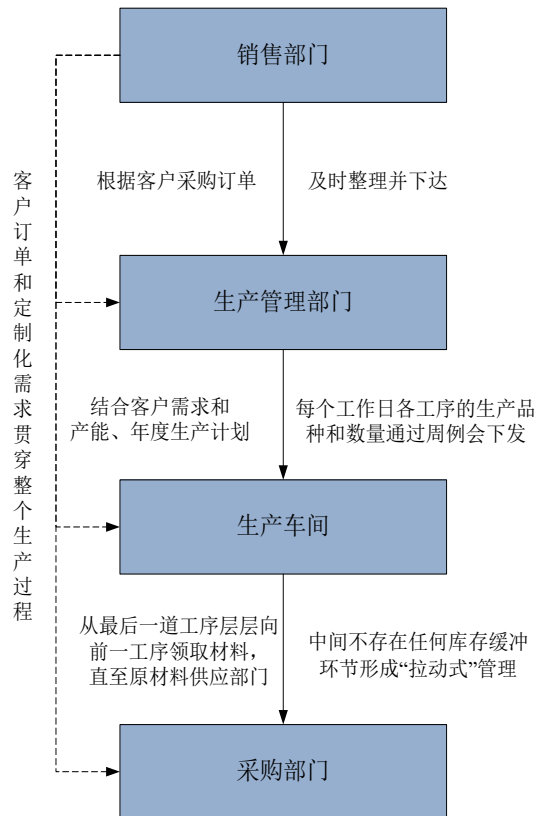 销售部门
根据客户采购订单
及时整理并下达
生产管理部门
结合客户需求和
产能、年度生产计划
每个工作日各工序的生产品
种和数量通过周例会下发
生产车间
从最后一道工序层层向
前一工序领取材料，
直至原材料供应部门
中间不存在任何库存缓冲
环节形成“拉动式”管理
采购部门
客户订单和定制化需求贯穿整个生产过程